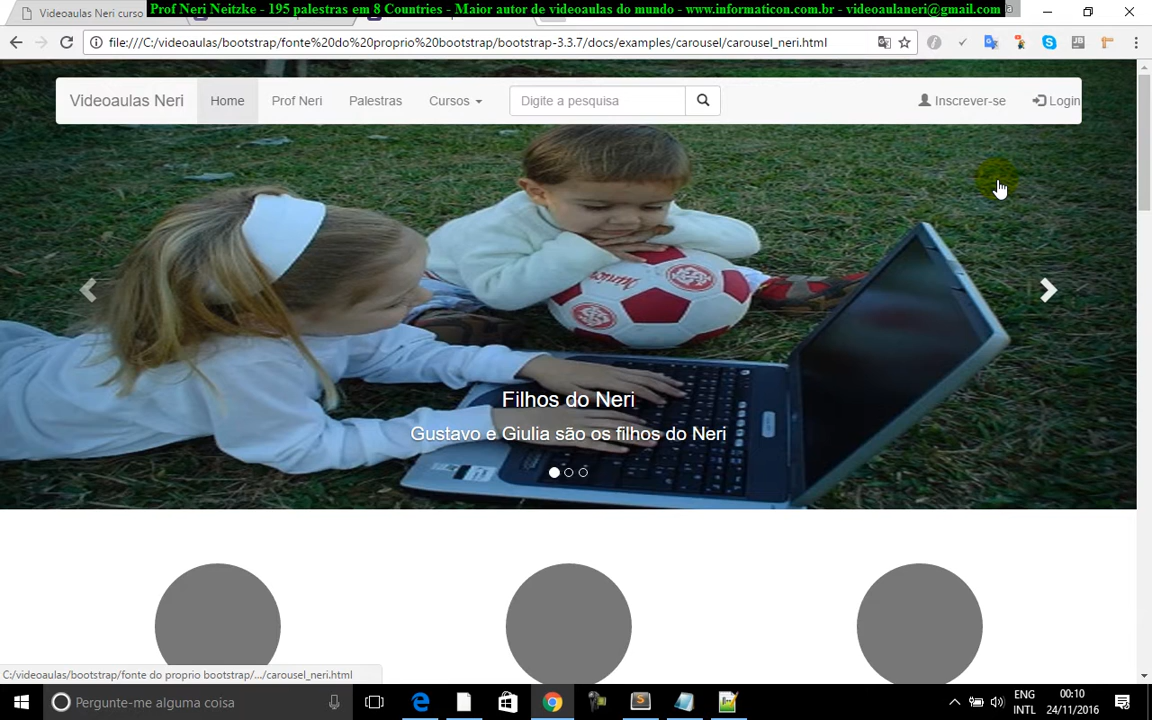 Prof Neri Neitzke - 195 palestras em 8 Countries - Maior autor de videoaulas do mundo - www.informaticon.com.br - videoaulaneri@gmail.com
Videoaulas Neri curso
file:///C:/videoaulas/bootstrap/fonte%20do%20proprio%20bootstrap/bootstrap-3.3.7/docs/examples/carousel/carousel_neri.html
Videoaulas Neri Home Prof Neri Palestras Cursos Digite a pesquisa Inscrever-se Login
Filhos do Neri
Gustavo e Giulia são os filhos do Neri
C:/videoaulas/bootstrap/fonte do proprio bootstrap/.../carousel_neri.html
Pergunte-me alguma coisa
ENG 00:10
INTL 24/11/2016